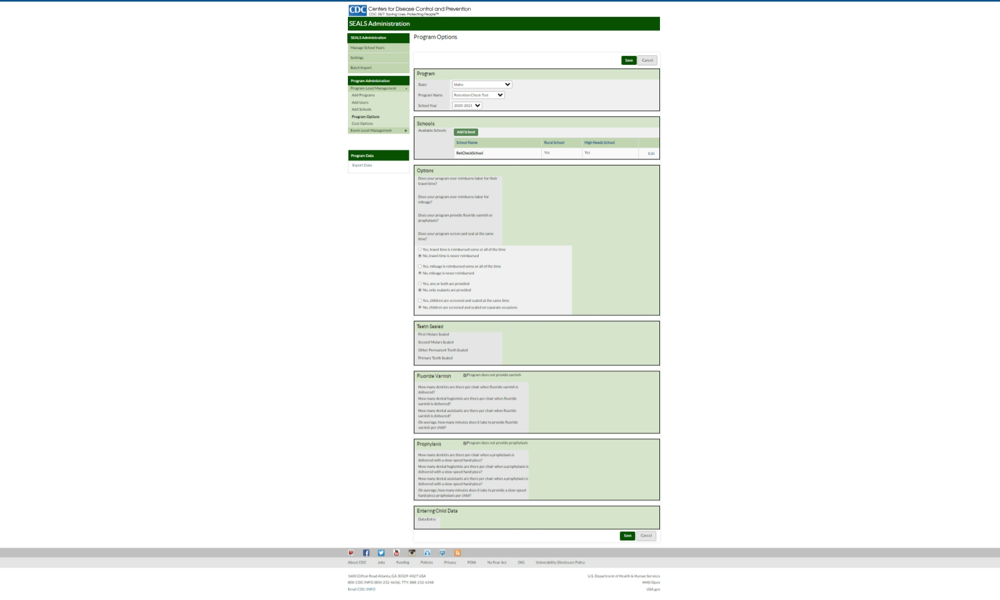 CDC Centers for Disease Control and Prevention
CDC 24/7: Saving Lives, Protecting People™
SEALS Administration
SEALS Administration
Manage School Years
Settings
Batch Import
Program Administration
Program-Level Management -
Add Programs
Add Users
Add Schools
Program Options
Cost Options
Event-Level Management +
Program Data
Export Data
Program Options
Save Cancel
Program
State Idaho
Program Name Retention Check Test
School Year 2020-2021
Schools
Available Schools Add School
School Name Rural School High Needs School
RetCheckSchool Yes Yes Edit
Options
Does your program ever reimburse labor for their
travel time?
Does your program ever reimburse labor for
mileage?
Does your program provide fluoride varnish or
prophylaxis?
Does your program screen and seal at the same
time?
Yes, travel time is reimbursed some or all of the time
No, travel time is never reimbursed
Yes, mileage is reimbursed some or all of the time
No, mileage is never reimbursed
Yes, one or both are provided
No, only sealants are provided
Yes, children are screened and sealed at the same time
No, children are screened and sealed on separate occasions
Teeth Sealed
First Molars Sealed
Second Molars Sealed
Other Permanent Teeth Sealed
Primary Teeth Sealed
Fluoride Varnish Program does not provide varnish
How many dentists are there per chair when fluoride varnish is
delivered?
How many dental hygienists are there per chair when fluoride
varnish is delivered?
How many dental assistants are there per chair when fluoride
varnish is delivered?
On average, how many minutes does it take to provide fluoride
varnish per child?
Prophylaxis Program does not provide prophylaxis
How many dentists are there per chair when a prophylaxis is
delivered with a slow-speed hand piece?
How many dental hygienists are there per chair when a prophylaxis is
delivered with a slow-speed hand piece?
How many dental assistants are there per chair when a prophylaxis is
delivered with a slow-speed hand piece?
On average, how many minutes does it take to provide a slow-speed
hand piece prophylaxis per child?
Entering Child Data
Data Entry
Save Cancel
About CDC Jobs Funding Policies Privacy FOIA No Fear Act OIG Vulnerability Disclosure Policy
1600 Clifton Road Atlanta, GA 30329-4027 USA
800-CDC-INFO (800-232-4636), TTY: 888-232-6348
Email CDC-INFO
U.S. Department of Health & Human Services
HHS/Open
USA.gov